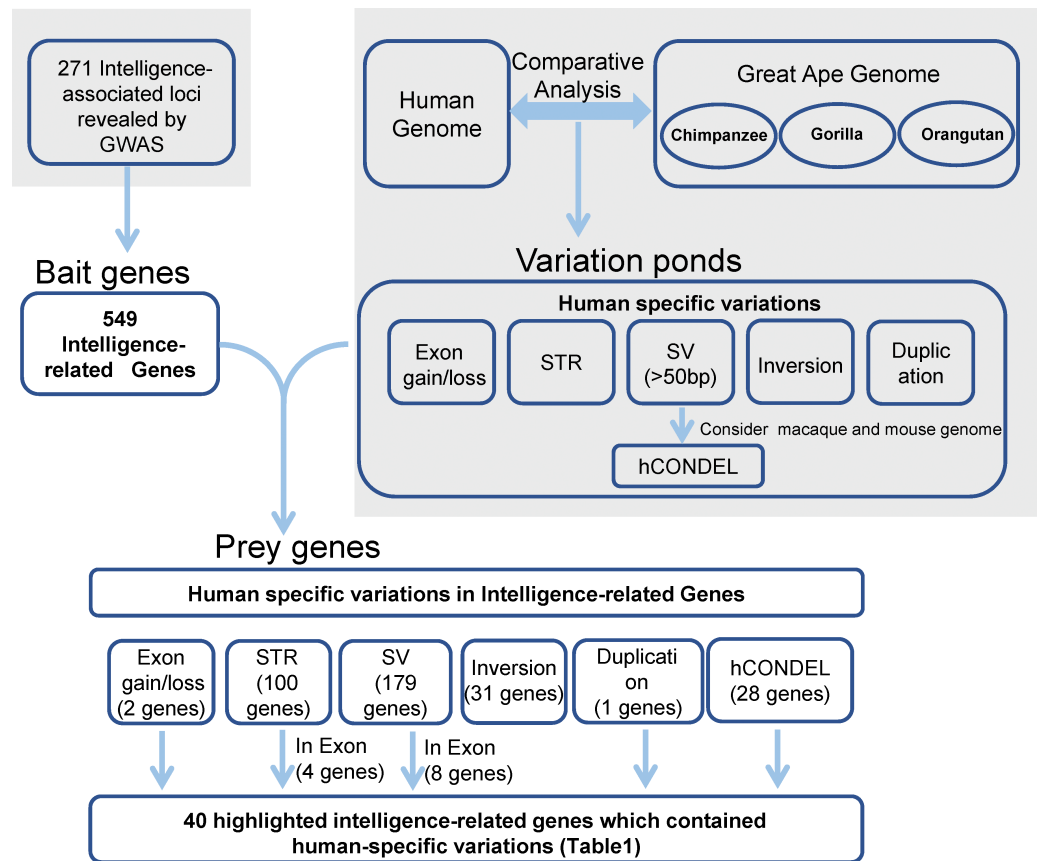 271 Intelligence-
associated loci
revealed by
GWAS
Human
Genome
Comparative
Analysis
Great Ape Genome
Chimpanzee
Gorilla
Orangutan
Bait genes
549
Intelligence-
related Genes
Variation ponds
Human specific variations
Exon
gain/loss
STR
SV
(>50bp)
Inversion
Duplic
ation
Consider macaque and mouse genome
hCONDEL
Prey genes
Human specific variations in Intelligence-related Genes
Exon
gain/loss
(2 genes)
STR
(100
genes)
SV
(179
genes)
Inversion
(31 genes)
Duplicati
on
(1 genes)
hCONDEL
(28 genes)
In Exon
(4 genes)
In Exon
(8 genes)
40 highlighted intelligence-related genes which contained
human-specific variations (Table1)